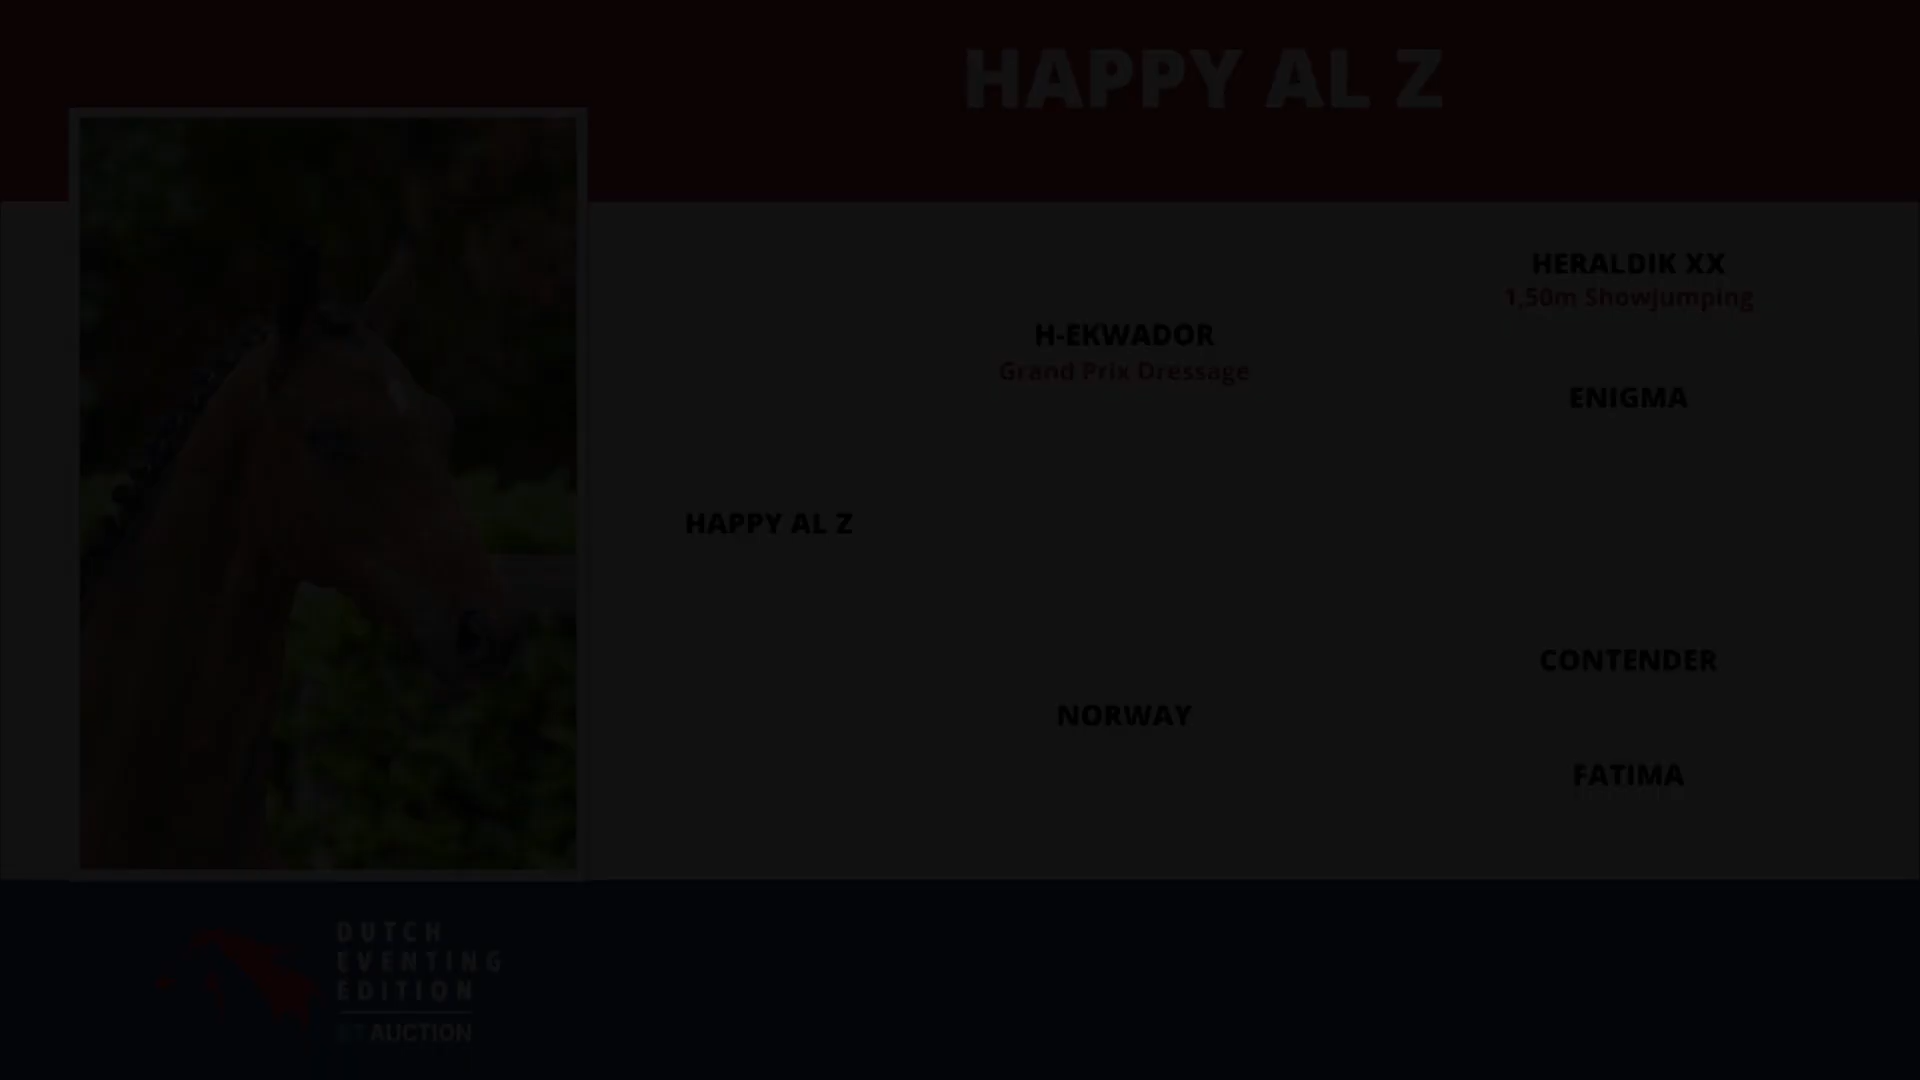 HAPPY AL Z
HERALDIK XX
1,50m Showjumping
H-EKWADOR
Grand Prix Dressage
ENIGMA
HAPPY AL Z
CONTENDER
NORWAY
FATIMA
DUTCH
EVENTING
EDITION
AUCTION